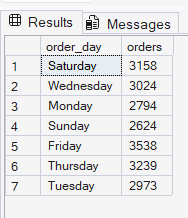 Results Messages
order_day orders
1 Saturday 3158
2 Wednesday 3024
3 Monday 2794
4 Sunday 2624
5 Friday 3538
6 Thursday 3239
7 Tuesday 2973